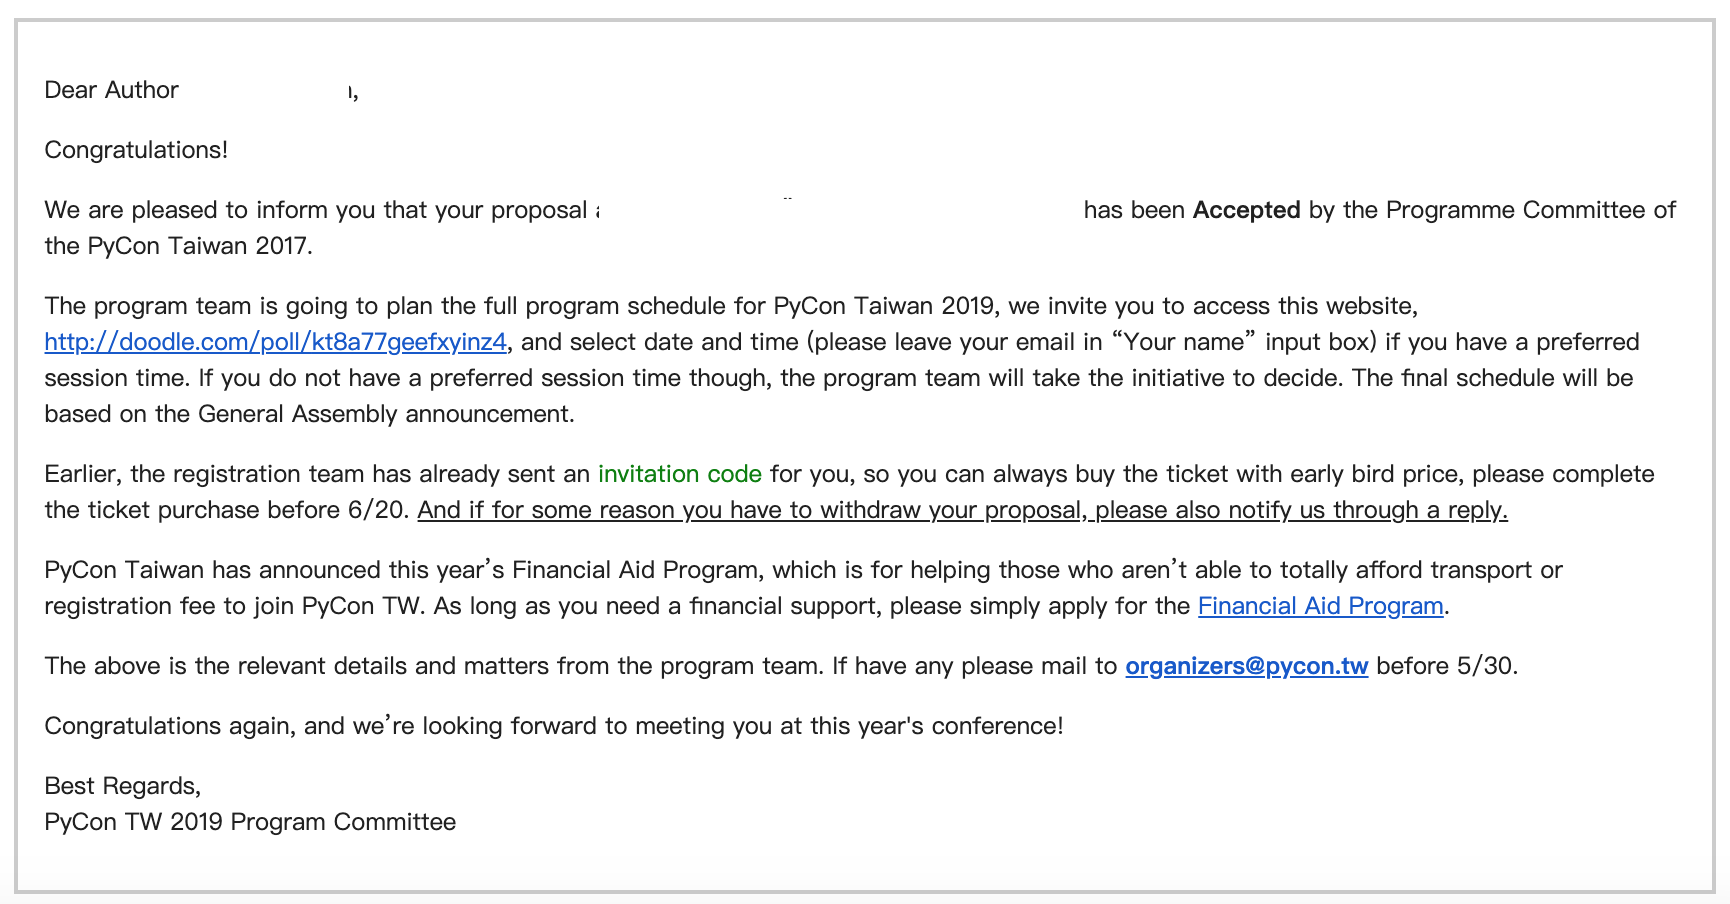 Dear Author ,
Congratulations!
We are pleased to inform you that your proposal has been Accepted by the Programme Committee of
the PyCon Taiwan 2017.
The program team is going to plan the full program schedule for PyCon Taiwan 2019, we invite you to access this website,
http://doodle.com/poll/kt8a77geefxyinz4, and select date and time (please leave your email in “Your name” input box) if you have a preferred
session time. If you do not have a preferred session time though, the program team will take the initiative to decide. The final schedule will be
based on the General Assembly announcement.
Earlier, the registration team has already sent an invitation code for you, so you can always buy the ticket with early bird price, please complete
the ticket purchase before 6/20. And if for some reason you have to withdraw your proposal, please also notify us through a reply.
PyCon Taiwan has announced this year’s Financial Aid Program, which is for helping those who aren’t able to totally afford transport or
registration fee to join PyCon TW. As long as you need a financial support, please simply apply for the Financial Aid Program.
The above is the relevant details and matters from the program team. If have any please mail to organizers@pycon.tw before 5/30.
Congratulations again, and we’re looking forward to meeting you at this year's conference!
Best Regards,
PyCon TW 2019 Program Committee